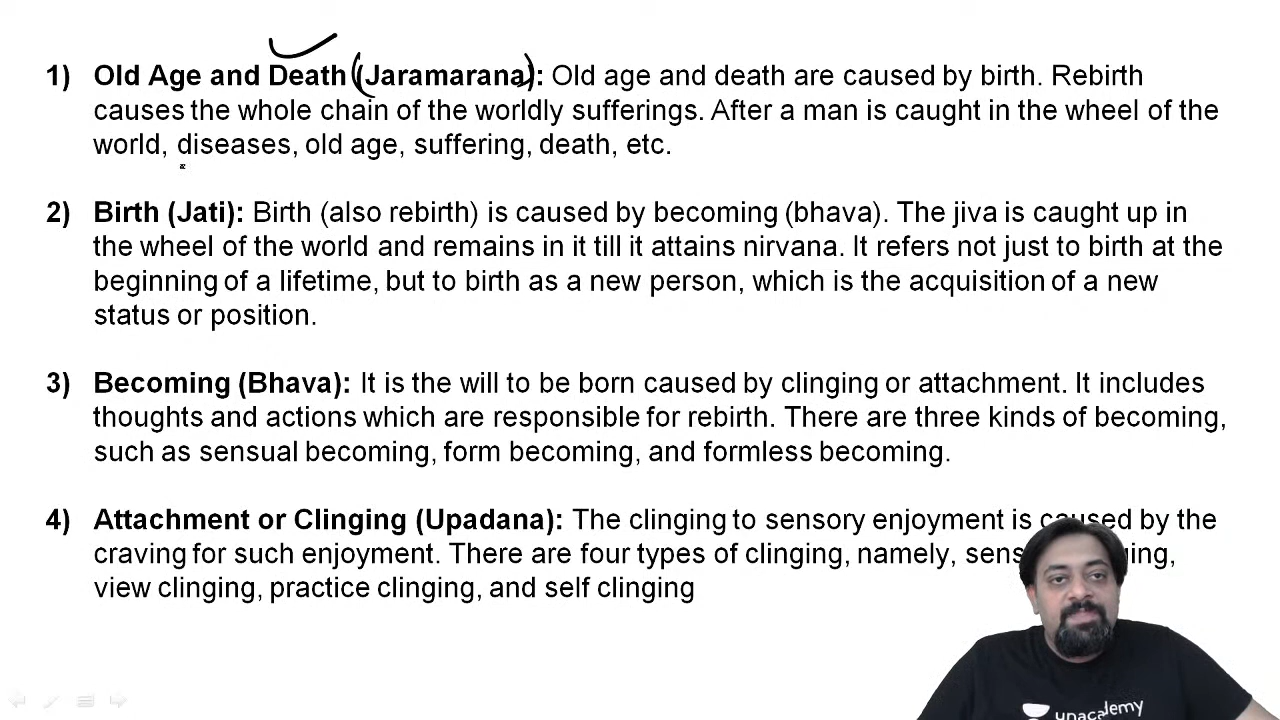 1) Old Age and Death (Jaramarana): Old age and death are caused by birth. Rebirth
causes the whole chain of the worldly sufferings. After a man is caught in the wheel of the
world, diseases, old age, suffering, death, etc.
2) Birth (Jati): Birth (also rebirth) is caused by becoming (bhava). The jiva is caught up in
the wheel of the world and remains in it till it attains nirvana. It refers not just to birth at the
beginning of a lifetime, but to birth as a new person, which is the acquisition of a new
status or position.
3) Becoming (Bhava): It is the will to be born caused by clinging or attachment. It includes
thoughts and actions which are responsible for rebirth. There are three kinds of becoming,
such as sensual becoming, form becoming, and formless becoming.
4) Attachment or Clinging (Upadana): The clinging to sensory enjoyment is caused by the
craving for such enjoyment. There are four types of clinging, namely,
view clinging, practice clinging, and self clinging
unacademy